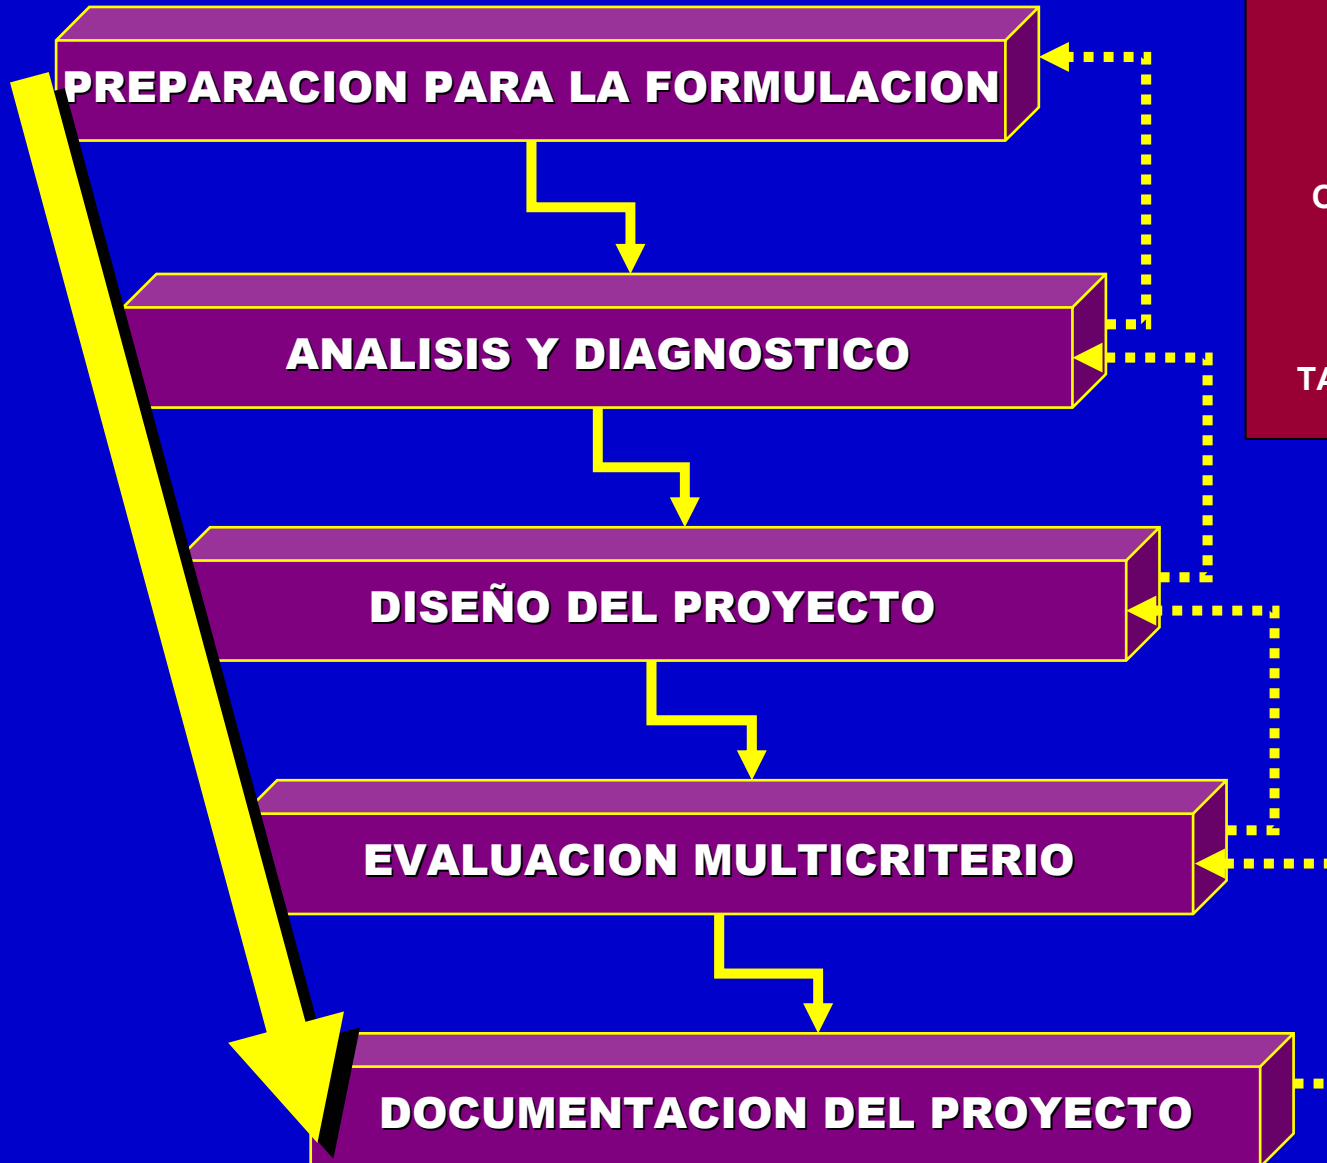 PREPARACION PARA LA FORMULACION
ANALISIS Y DIAGNOSTICO
DISEÑO DEL PROYECTO
EVALUACION MULTICRITERIO
DOCUMENTACION DEL PROYECTO